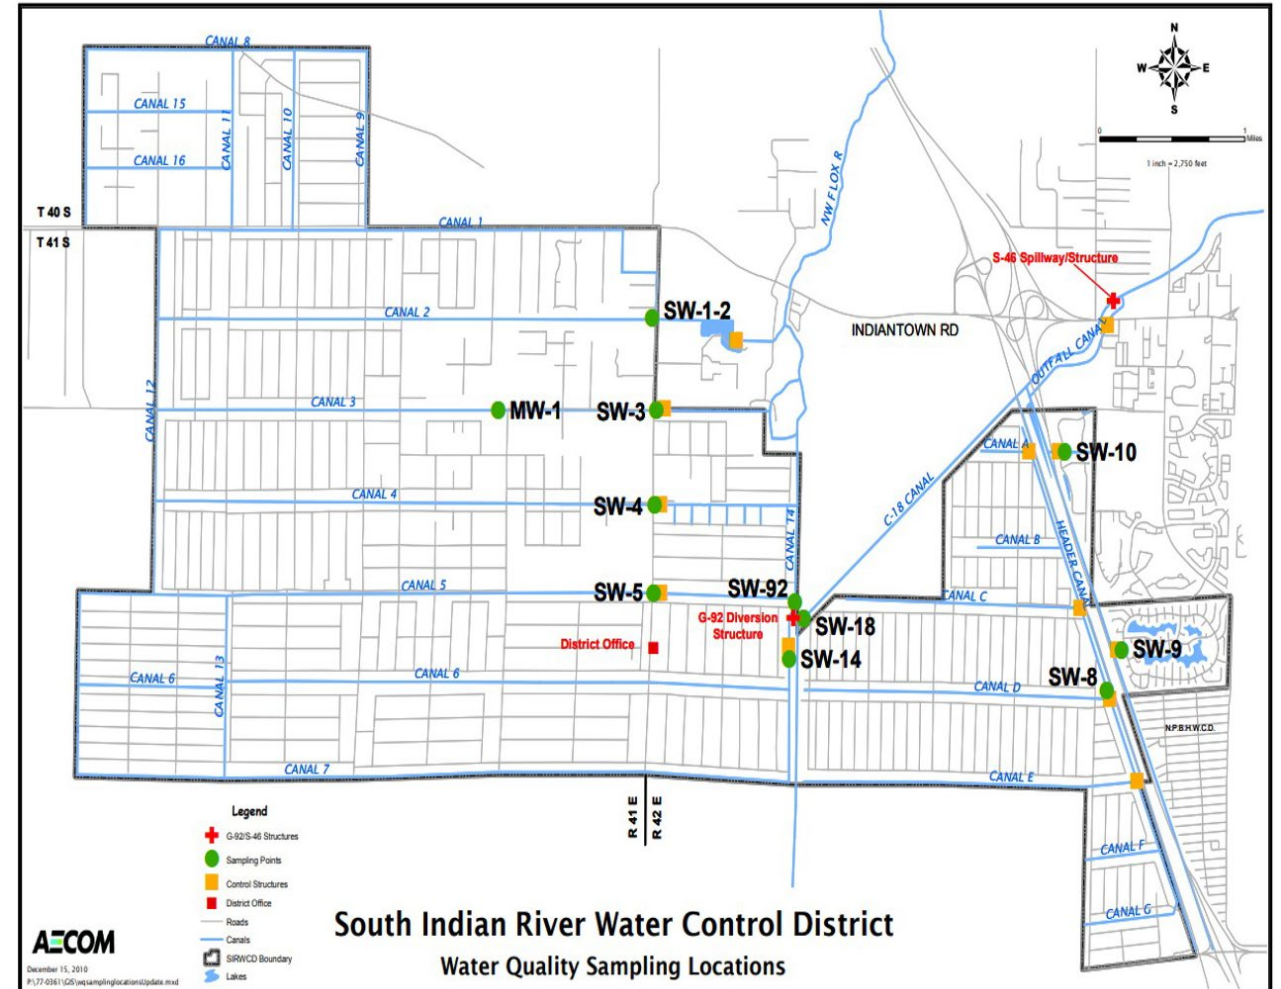 CANAL 8
N
W
E
S
0
1
Miles
1 inch = 2,750 feet
CANAL 15
CANAL 11
CANAL 10
CANAL 9
CANAL 16
NW FLOX R
T 40 S
T 41 S
CANAL 1
S-46 Spillway/Structure
CANAL 2
SW-1-2
INDIANTOWN RD
OUTFALL CANAL
CANAL 12
CANAL 3
MW-1
SW-3
CANAL A
SW-10
CANAL 4
SW-4
C-18 CANAL
CANAL 14
CANAL B
HEADER CANAL
CANAL 5
SW-5
SW-92
CANAL C
G-92 Diversion
Structure
SW-18
District Office
SW-14
SW-9
CANAL 6
CANAL 13
CANAL 6
CANAL D
SW-8
N.P.B.H.W.C.D.
CANAL 7
CANAL E
R 41 E
R 42 E
CANAL F
CANAL G
Legend
G-92/S-46 Structures
Sampling Points
Control Structures
District Office
Roads
Canals
SIRWCD Boundary
Lakes
South Indian River Water Control District
Water Quality Sampling Locations
AECOM
December 15, 2010
P:\77-0361\GIS\wqsamplinglocationsUpdate.mxd